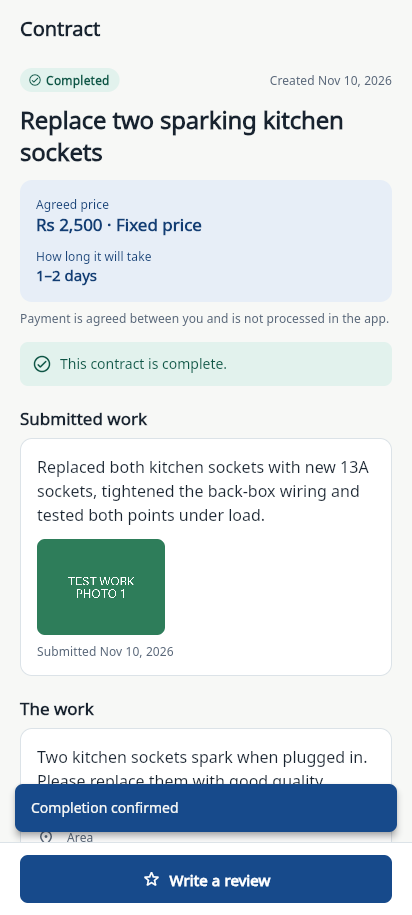 Contract
Completed
Created Nov 10, 2026
Replace two sparking kitchen
sockets
Agreed price
Rs 2,500 · Fixed price
How long it will take
1–2 days
Payment is agreed between you and is not processed in the app.
This contract is complete.
Submitted work
Replaced both kitchen sockets with new 13A
sockets, tightened the back-box wiring and
tested both points under load.
TEST WORK
PHOTO 1
Submitted Nov 10, 2026
The work
Two kitchen sockets spark when plugged in.
Please replace them with good quality
Completion confirmed
Area
Write a review